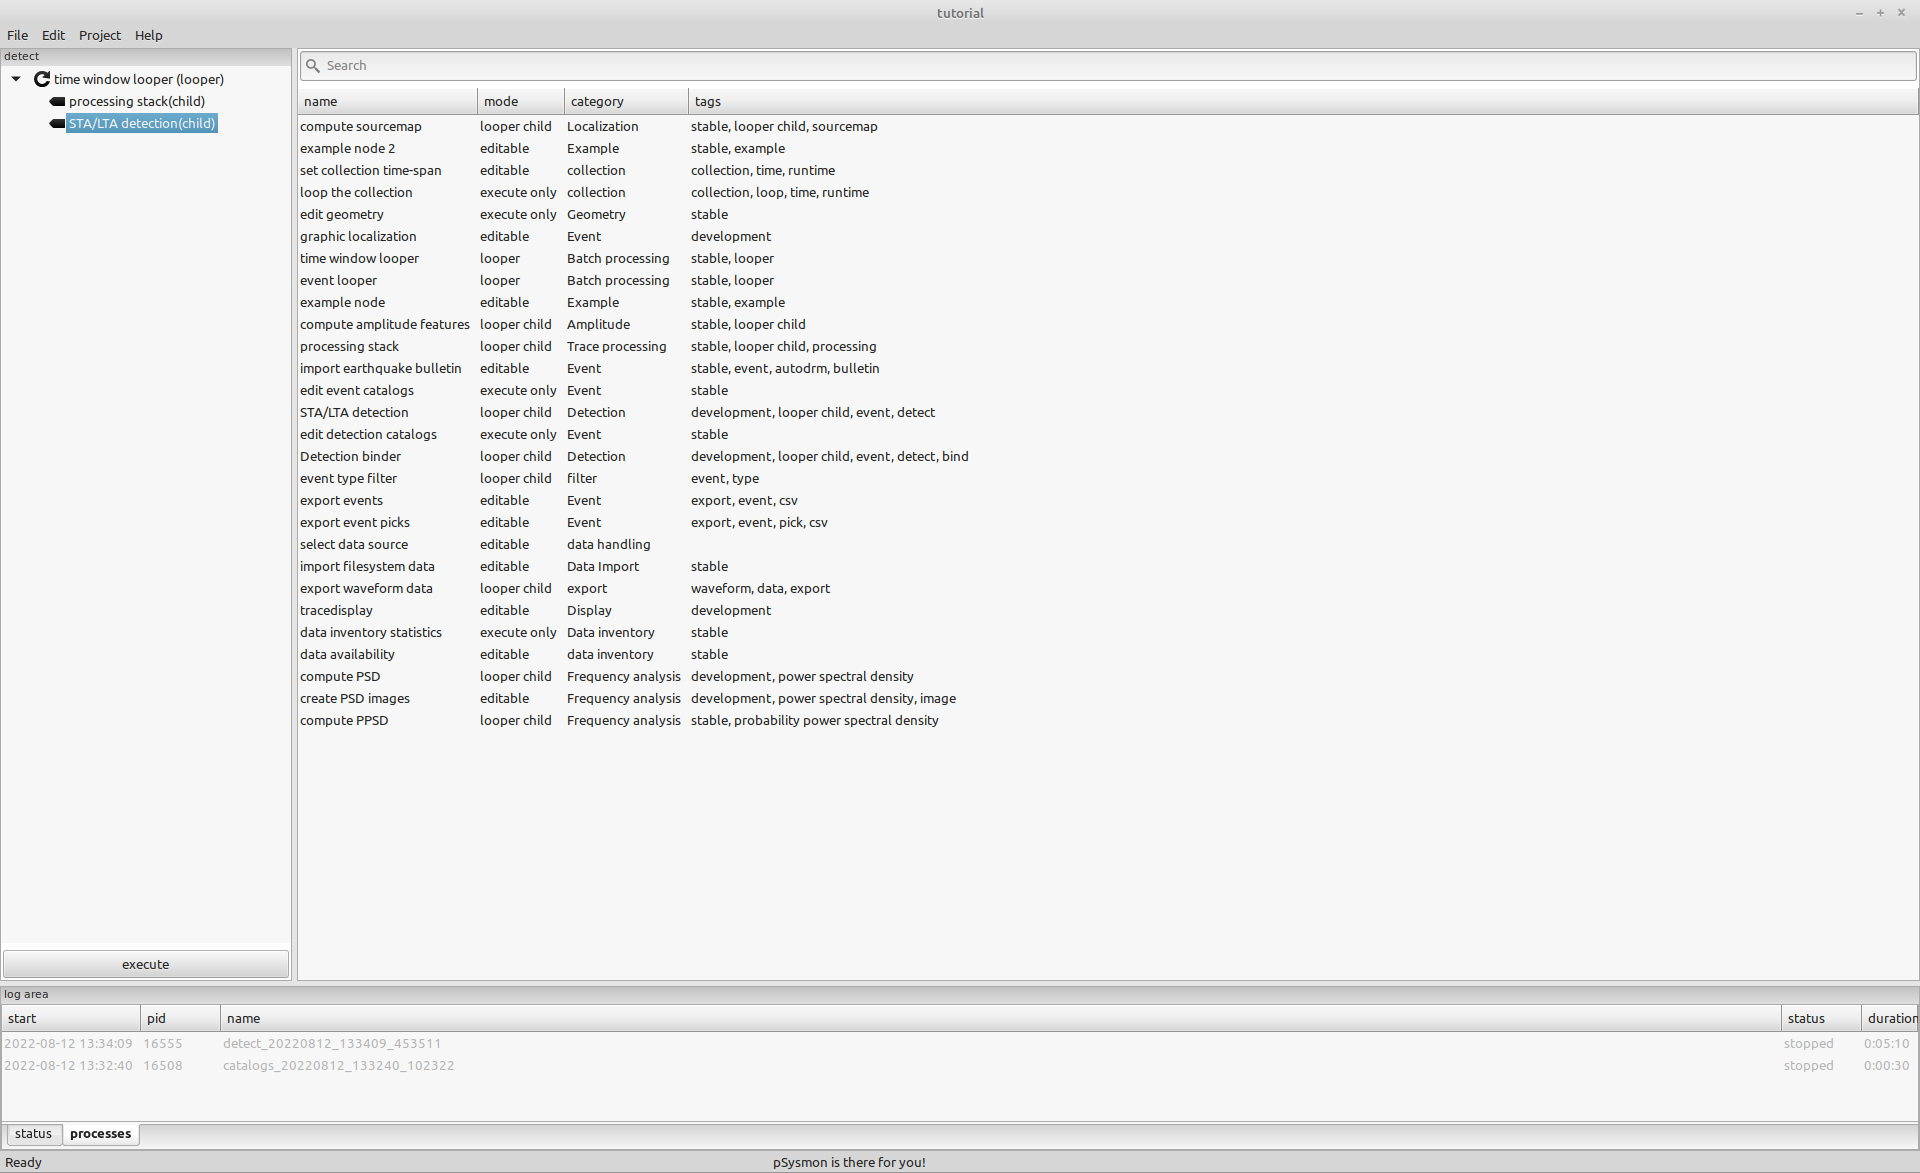 tutorial
File Edit Project Help
detect
time window looper (looper)
processing stack(child)
STA/LTA detection(child)
execute
Search
name mode category tags
compute sourcemap looper child Localization stable, looper child, sourcemap
example node 2 editable Example stable, example
set collection time-span editable collection collection, time, runtime
loop the collection execute only collection collection, loop, time, runtime
edit geometry execute only Geometry stable
graphic localization editable Event development
time window looper looper Batch processing stable, looper
event looper looper Batch processing stable, looper
example node editable Example stable, example
compute amplitude features looper child Amplitude stable, looper child
processing stack looper child Trace processing stable, looper child, processing
import earthquake bulletin editable Event stable, event, autodrm, bulletin
edit event catalogs execute only Event stable
STA/LTA detection looper child Detection development, looper child, event, detect
edit detection catalogs execute only Event stable
Detection binder looper child Detection development, looper child, event, detect, bind
event type filter looper child filter event, type
export events editable Event export, event, csv
export event picks editable Event export, event, pick, csv
select data source editable data handling
import filesystem data editable Data Import stable
export waveform data looper child export waveform, data, export
tracedisplay editable Display development
data inventory statistics execute only Data inventory stable
data availability editable data inventory stable
compute PSD looper child Frequency analysis development, power spectral density
create PSD images editable Frequency analysis development, power spectral density, image
compute PPSD looper child Frequency analysis stable, probability power spectral density
log area
start pid name status duration
2022-08-12 13:34:09 16555 detect_20220812_133409_453511 stopped 0:05:10
2022-08-12 13:32:40 16508 catalogs_20220812_133240_102322 stopped 0:00:30
status processes
Ready pSysmon is there for you!